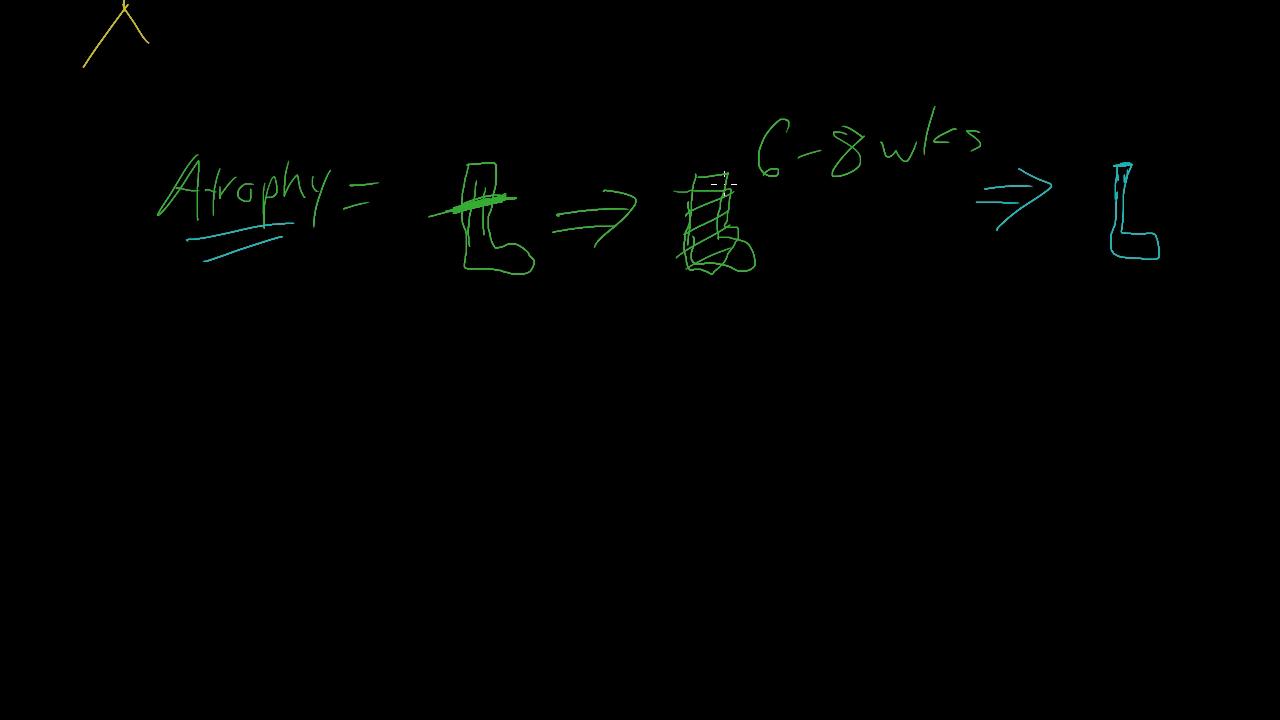 Atrophy = ⇒ 6-8 wks ⇒